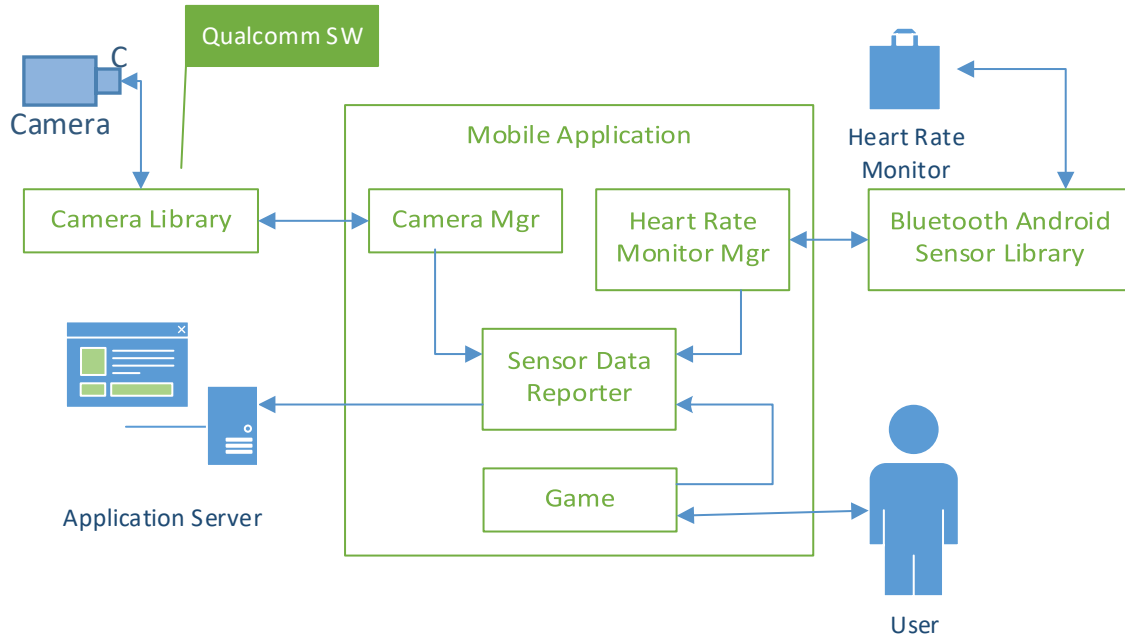 Qualcomm SW
C
Camera
Mobile Application
Heart Rate
Monitor
Camera Library
Camera Mgr
Heart Rate
Monitor Mgr
Bluetooth Android
Sensor Library
Sensor Data
Reporter
Game
Application Server
User